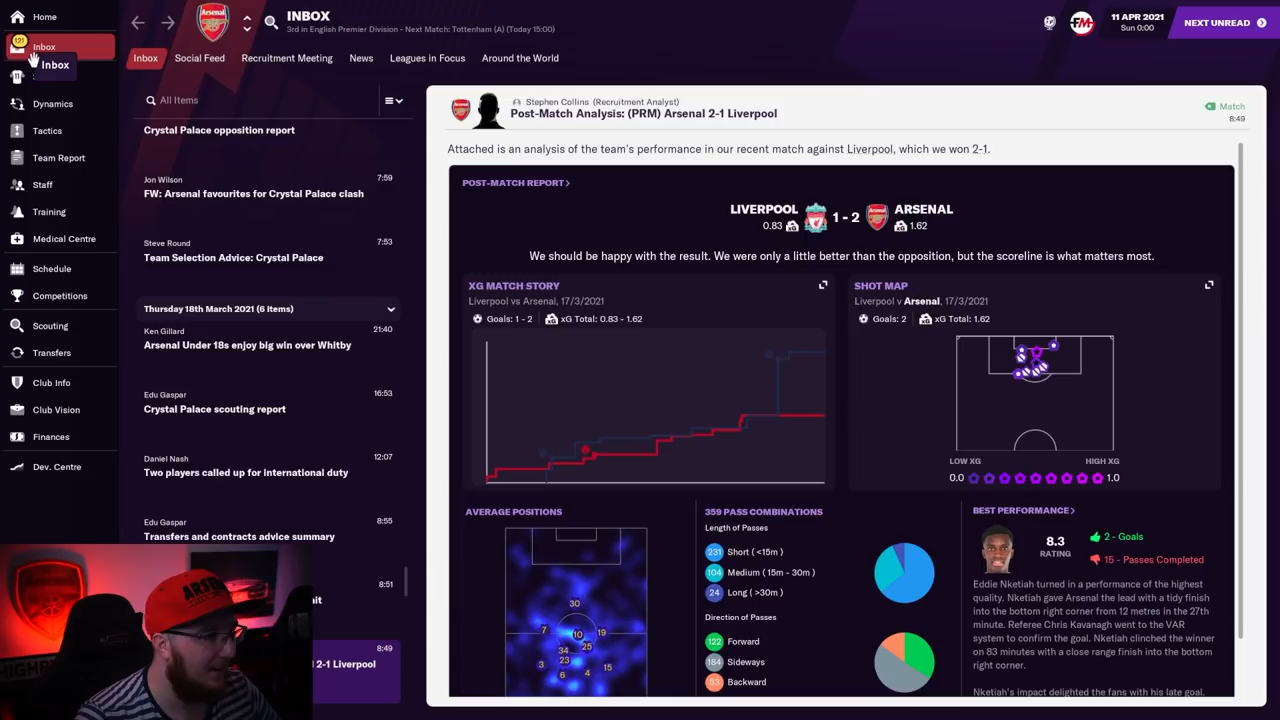 Home
INBOX
3rd in English Premier Division - Next Match: Tottenham (A) (Today 15:00)
FM
11 APR 2021
Sun 0:00
NEXT UNREAD
121
Inbox
Inbox
Inbox
Social Feed
Recruitment Meeting
News
Leagues in Focus
Around the World
Dynamics
Tactics
Team Report
Staff
Training
Medical Centre
Schedule
Competitions
Scouting
Transfers
Club Info
Club Vision
Finances
Dev. Centre
All Items
Crystal Palace opposition report
Jon Wilson
7:59
FW: Arsenal favourites for Crystal Palace clash
Steve Round
7:53
Team Selection Advice: Crystal Palace
Thursday 18th March 2021 (6 Items)
Ken Gillard
21:40
Arsenal Under 18s enjoy big win over Whitby
Edu Gaspar
16:53
Crystal Palace scouting report
Daniel Nash
12:07
Two players called up for international duty
Edu Gaspar
8:55
Transfers and contracts advice summary
8:51
8:49
2-1 Liverpool
Stephen Collins (Recruitment Analyst)
Post-Match Analysis: (PRM) Arsenal 2-1 Liverpool
Match
8:49
Attached is an analysis of the team's performance in our recent match against Liverpool, which we won 2-1.
POST-MATCH REPORT
LIVERPOOL
1 - 2
ARSENAL
0.83 xG
xG 1.62
We should be happy with the result. We were only a little better than the opposition, but the scoreline is what matters most.
XG MATCH STORY
Liverpool vs Arsenal, 17/3/2021
Goals: 1 - 2
xG Total: 0.83 - 1.62
SHOT MAP
Liverpool v Arsenal, 17/3/2021
Goals: 2
xG Total: 1.62
LOW XG
HIGH XG
0.0
1.0
AVERAGE POSITIONS
30
7
10
19
34
25
23
3
4
15
6
359 PASS COMBINATIONS
Length of Passes
231 Short (<15m )
104 Medium (15m - 30m )
24 Long (>30m )
Direction of Passes
122 Forward
184 Sideways
53 Backward
BEST PERFORMANCE
8.3
RATING
2 - Goals
15 - Passes Completed
Eddie Nketiah turned in a performance of the highest
quality. Nketiah gave Arsenal the lead with a tidy finish
into the bottom right corner from 12 metres in the 27th
minute. Referee Chris Kavanagh went to the VAR
system to confirm the goal. Nketiah clinched the winner
on 83 minutes with a close range finish into the bottom
right corner.
Nketiah's impact delighted the fans with his late goal.